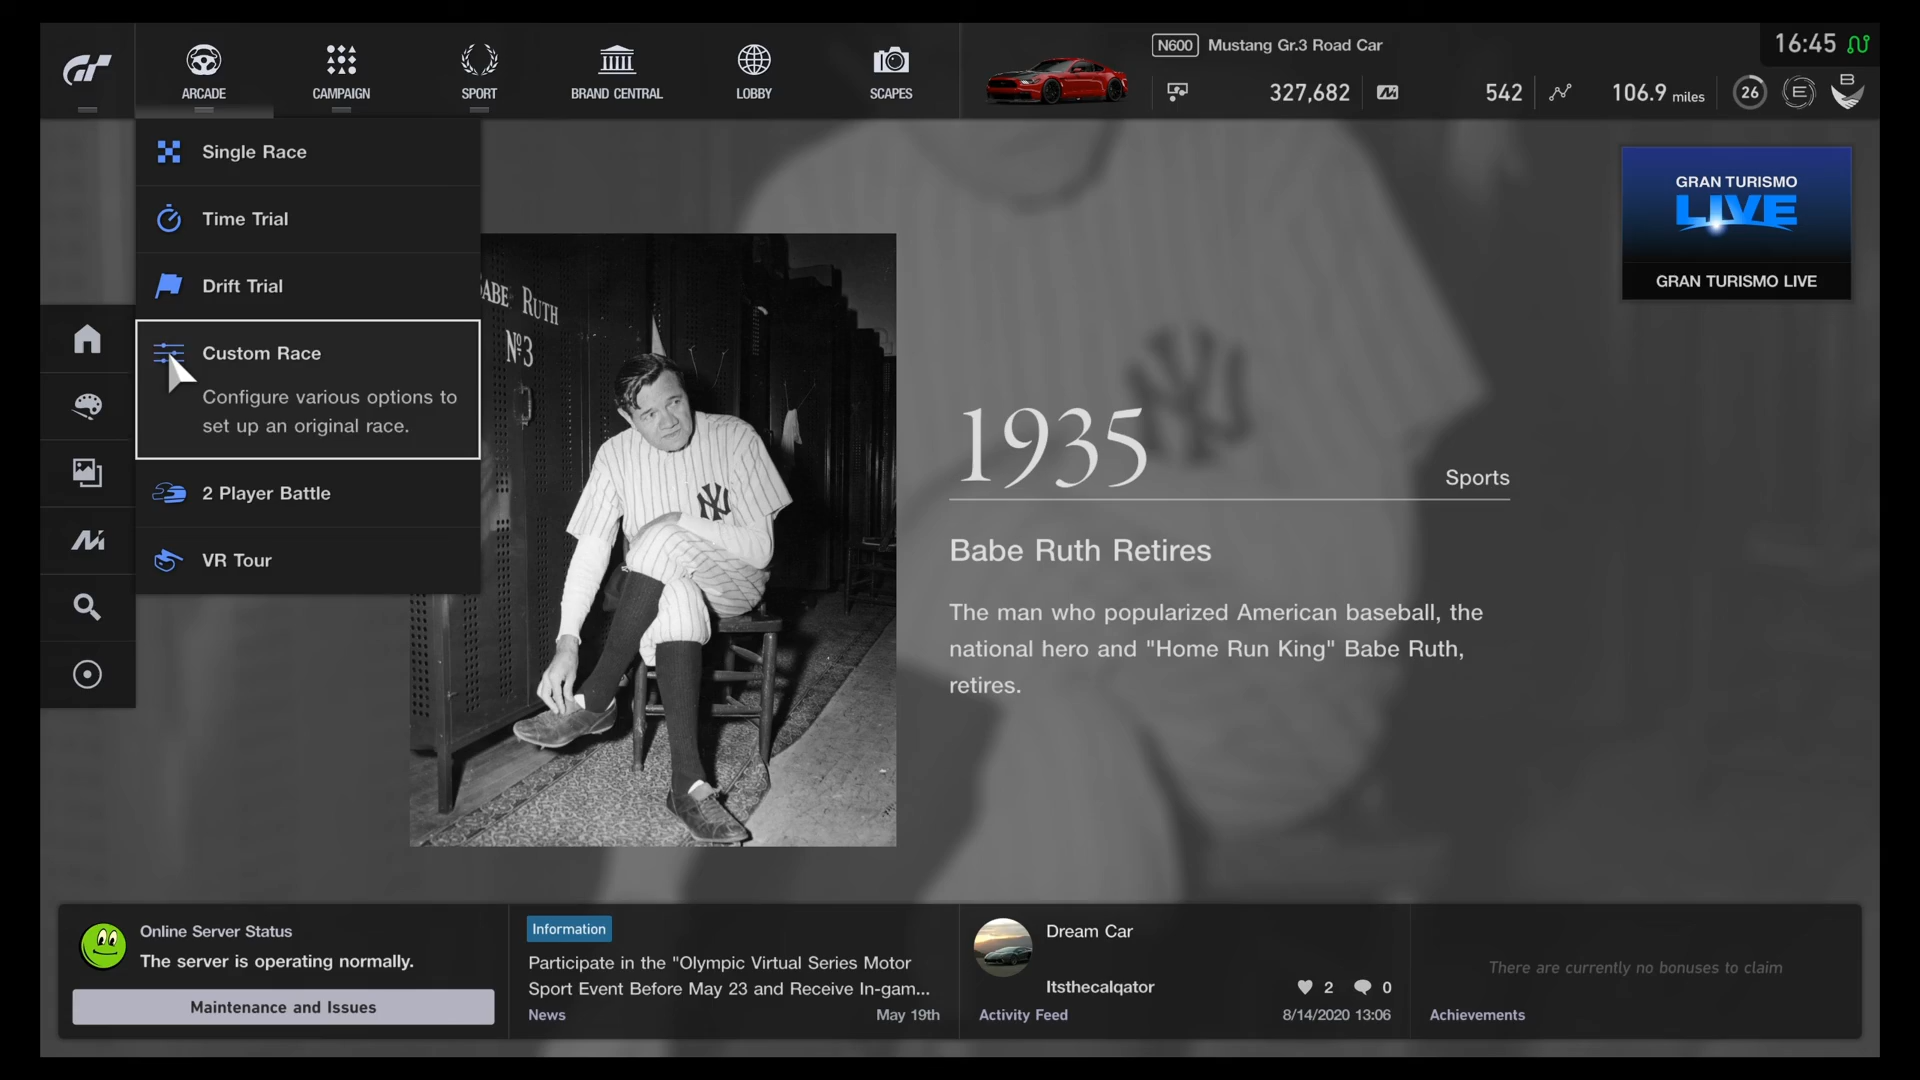 GT
ARCADE
CAMPAIGN
SPORT
BRAND CENTRAL
LOBBY
SCAPES
N600 Mustang Gr.3 Road Car
327,682
542
106.9 miles
26
E
B
16:45
Single Race
Time Trial
Drift Trial
Custom Race
Configure various options to
set up an original race.
2 Player Battle
VR Tour
GRAN TURISMO
LIVE
GRAN TURISMO LIVE
ABE RUTH
Nº3
NY
NY
1935
Sports
Babe Ruth Retires
The man who popularized American baseball, the
national hero and "Home Run King" Babe Ruth,
retires.
Online Server Status
The server is operating normally.
Maintenance and Issues
Information
Participate in the "Olympic Virtual Series Motor
Sport Event Before May 23 and Receive In-gam...
News
May 19th
Dream Car
Itsthecalqator
2
0
Activity Feed
8/14/2020 13:06
There are currently no bonuses to claim
Achievements